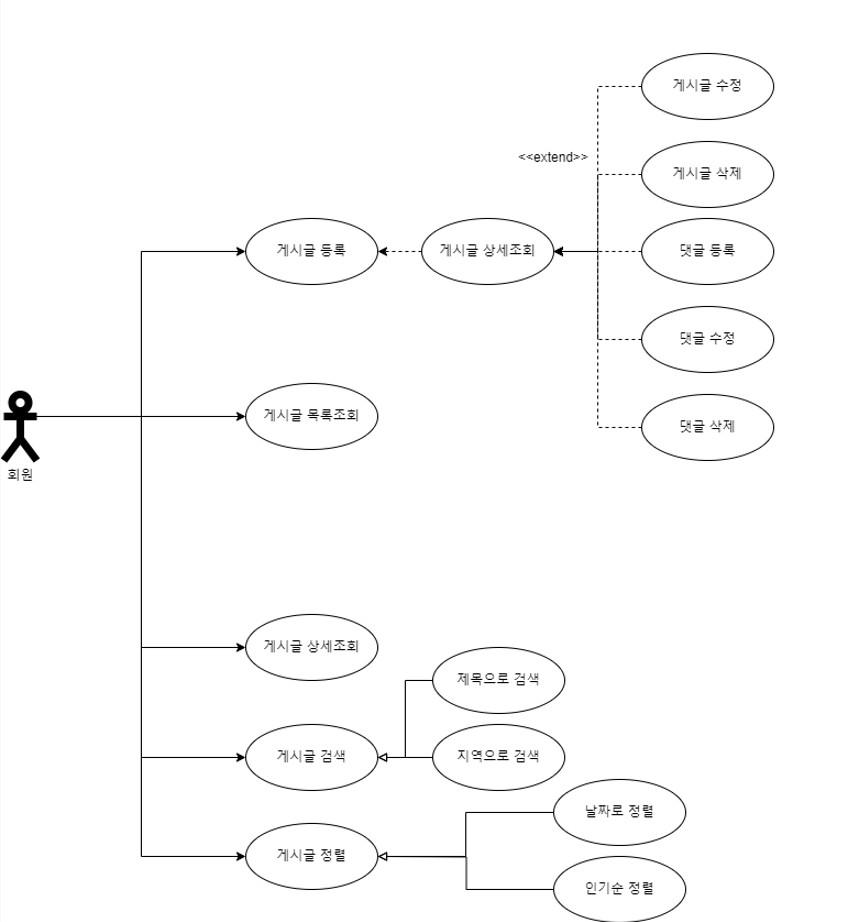 게시글 수정
<<extend>>
게시글 삭제
게시글 등록
게시글 상세조회
댓글 등록
댓글 수정
게시글 목록조회
댓글 삭제
회원
게시글 상세조회
제목으로 검색
게시글 검색
지역으로 검색
날짜로 정렬
게시글 정렬
인기순 정렬